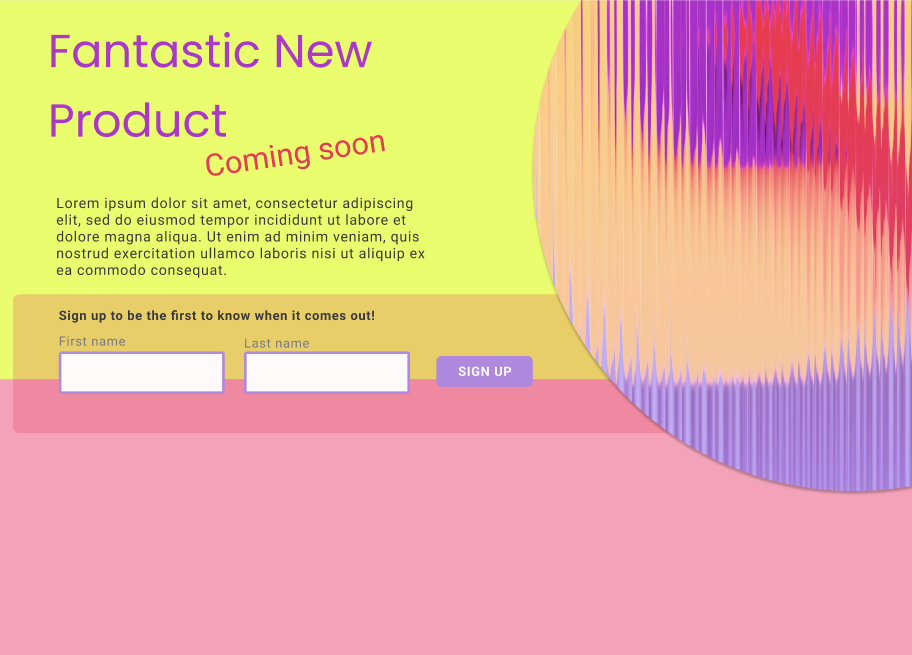 Fantastic New
Product
Coming soon
Lorem ipsum dolor sit amet, consectetur adipiscing
elit, sed do eiusmod tempor incididunt ut labore et
dolore magna aliqua. Ut enim ad minim veniam, quis
nostrud exercitation ullamco laboris nisi ut aliquip ex
ea commodo consequat.
Sign up to be the first to know when it comes out!
First name
Last name
SIGN UP